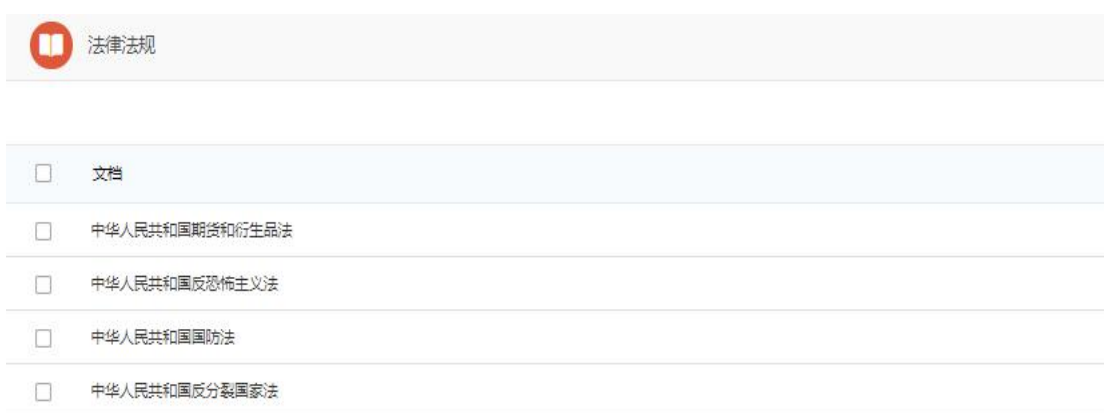 法律法规
文档
中华人民共和国期货和衍生品法
中华人民共和国反恐怖主义法
中华人民共和国国防法
中华人民共和国反分裂国家法